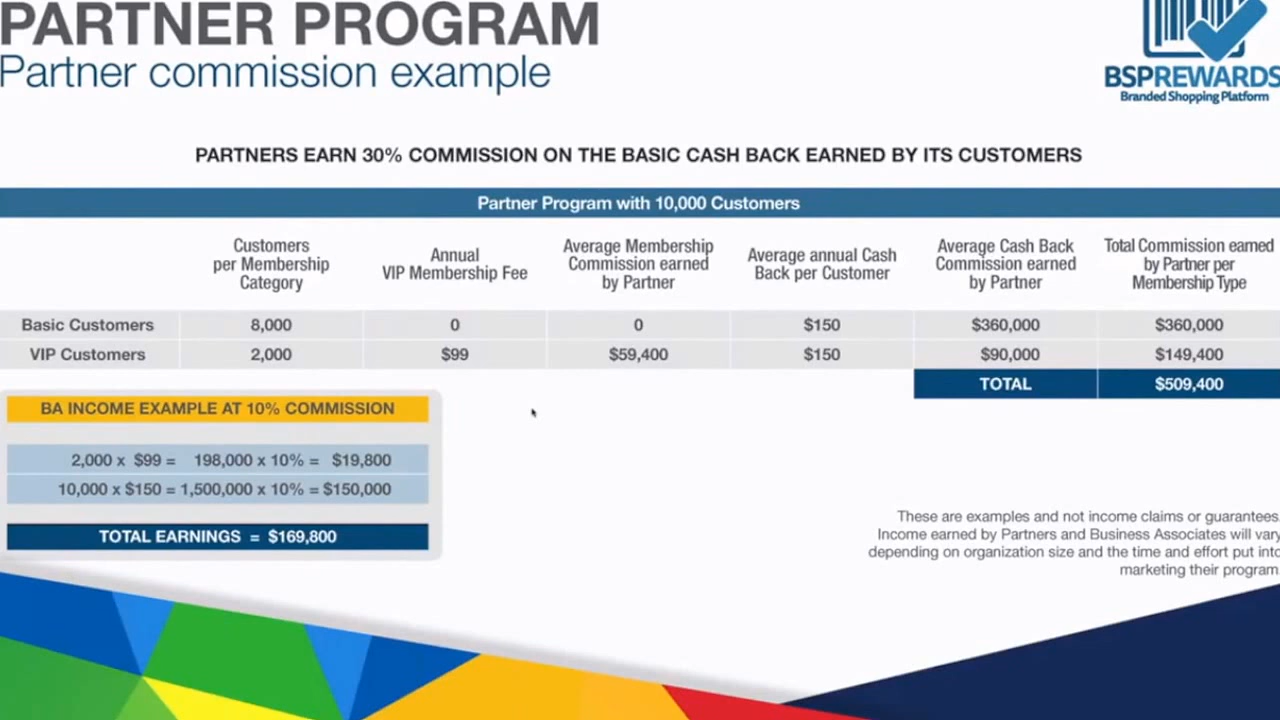 PARTNER PROGRAM
Partner commission example
BSPREWARDS
Branded Shopping Platform
PARTNERS EARN 30% COMMISSION ON THE BASIC CASH BACK EARNED BY ITS CUSTOMERS
Partner Program with 10,000 Customers
Customers
per Membership
Category
Annual
VIP Membership Fee
Average Membership
Commission earned
by Partner
Average annual Cash
Back per Customer
Average Cash Back
Commission earned
by Partner
Total Commission earned
by Partner per
Membership Type
Basic Customers 8,000 0 0 $150 $360,000 $360,000
VIP Customers 2,000 $99 $59,400 $150 $90,000 $149,400
TOTAL $509,400
BA INCOME EXAMPLE AT 10% COMMISSION
2,000 x $99 = 198,000 x 10% = $19,800
10,000 x $150 = 1,500,000 x 10% = $150,000
TOTAL EARNINGS = $169,800
These are examples and not income claims or guarantees.
Income earned by Partners and Business Associates will vary
depending on organization size and the time and effort put into
marketing their program.